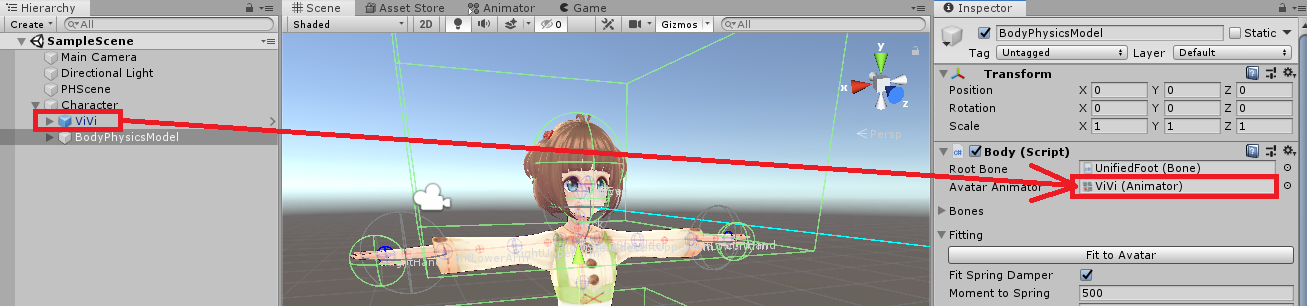 Hierarchy
Create
All
SampleScene
Main Camera
Directional Light
PHScene
Character
ViVi
BodyPhysicsModel
Scene
Asset Store
Animator
Game
Shaded
2D
0
Gizmos
All
y
x
z
Persp
Inspector
BodyPhysicsModel
Static
Tag Untagged Layer Default
Transform
Position X 0 Y 0 Z 0
Rotation X 0 Y 0 Z 0
Scale X 1 Y 1 Z 1
Body (Script)
Root Bone UnifiedFoot (Bone)
Avatar Animator ViVi (Animator)
Bones
Fitting
Fit to Avatar
Fit Spring Damper
Moment to Spring 500